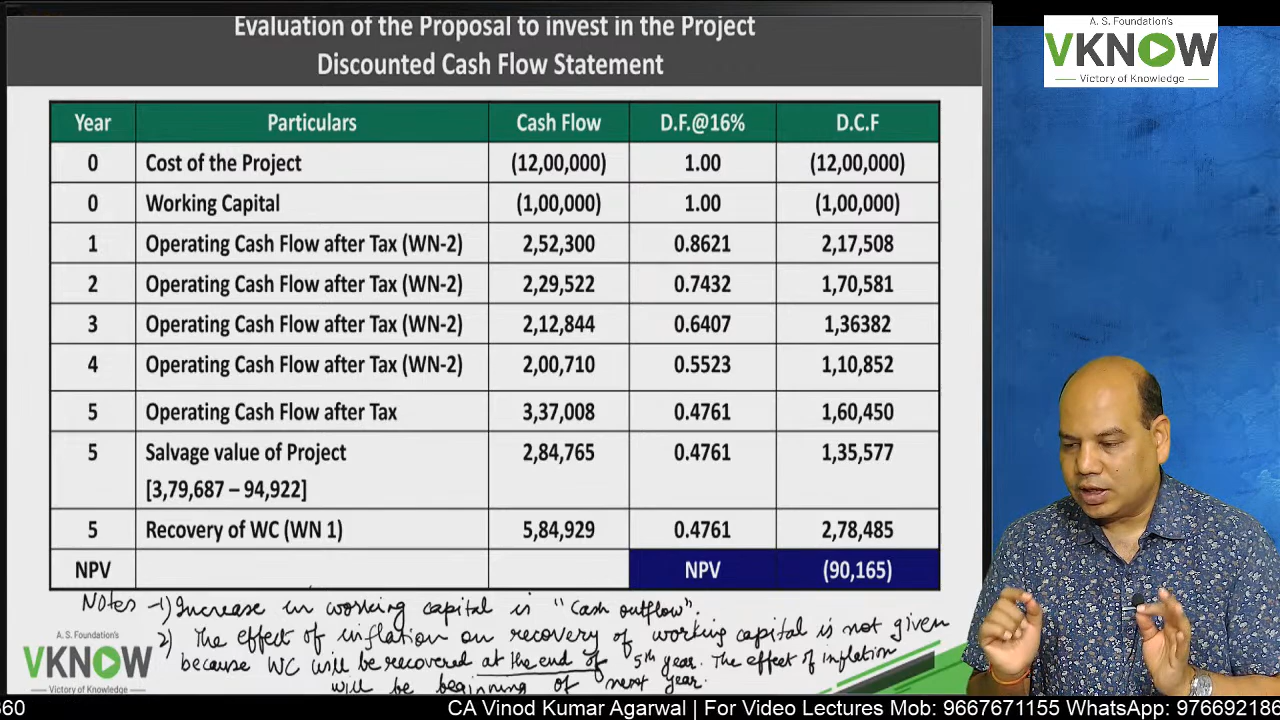 Evaluation of the Proposal to invest in the Project
Discounted Cash Flow Statement
A. S. Foundation's
VKNOW
Victory of Knowledge
Year Particulars Cash Flow D.F.@16% D.C.F
0 Cost of the Project (12,00,000) 1.00 (12,00,000)
0 Working Capital (1,00,000) 1.00 (1,00,000)
1 Operating Cash Flow after Tax (WN-2) 2,52,300 0.8621 2,17,508
2 Operating Cash Flow after Tax (WN-2) 2,29,522 0.7432 1,70,581
3 Operating Cash Flow after Tax (WN-2) 2,12,844 0.6407 1,36382
4 Operating Cash Flow after Tax (WN-2) 2,00,710 0.5523 1,10,852
5 Operating Cash Flow after Tax 3,37,008 0.4761 1,60,450
5 Salvage value of Project 2,84,765 0.4761 1,35,577
[3,79,687 – 94,922]
5 Recovery of WC (WN 1) 5,84,929 0.4761 2,78,485
NPV NPV (90,165)
Notes -1) Increase in working capital is "Cash outflow".
2) The effect of inflation on recovery of working capital is not given
because WC will be recovered at the end of 5th year. The effect of inflation
will be beginning of next year.
A. S. Foundation's
VKNOW
Victory of Knowledge
660 CA Vinod Kumar Agarwal | For Video Lectures Mob: 9667671155 WhatsApp: 976692186